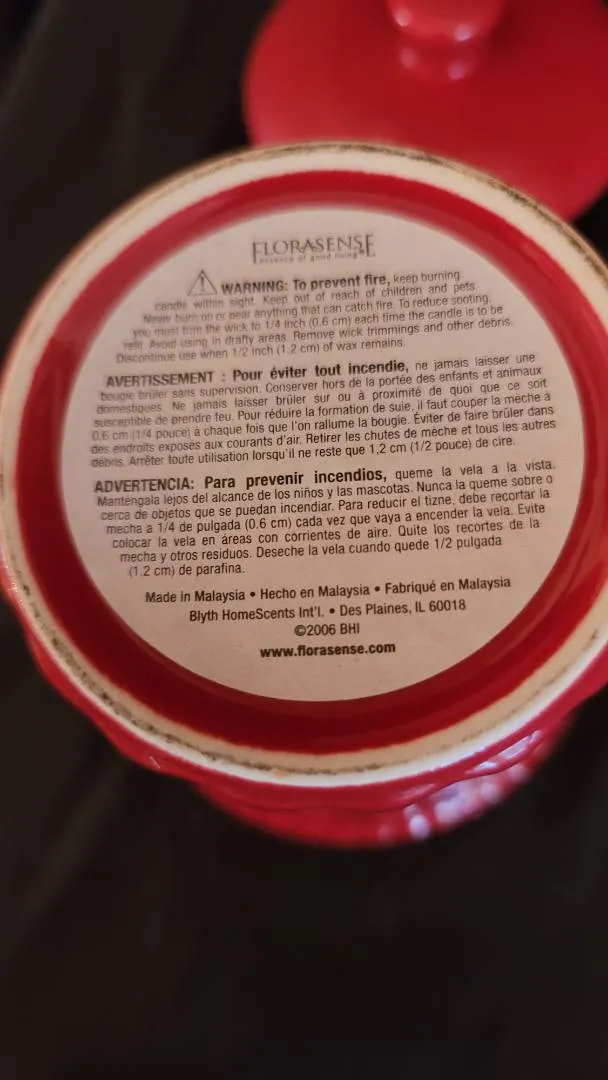 FLORASENSE
essence of good living®
WARNING: To prevent fire, keep burning
candle within sight. Keep out of reach of children and pets
Never burn on or near anything that can catch fire. To reduce sooting,
you must trim the wick to 1/4 inch (0.6 cm) each time the candle is to be
relit. Avoid using in drafty areas. Remove wick trimmings and other debris.
Discontinue use when 1/2 inch (1.2 cm) of wax remains.
AVERTISSEMENT : Pour éviter tout incendie, ne jamais laisser une
bougie brûler sans supervision. Conserver hors de la portée des enfants et animaux
domestiques. Ne jamais laisser brûler sur ou à proximité de quoi que ce soit
susceptible de prendre feu. Pour réduire la formation de suie, il faut couper la mèche à
0,6 cm (1/4 pouce) à chaque fois que l'on rallume la bougie. Éviter de faire brûler dans
des endroits exposés aux courants d'air. Retirer les chutes de mèche et tous les autres
débris. Arrêter toute utilisation lorsqu'il ne reste que 1,2 cm (1/2 pouce) de cire.
ADVERTENCIA: Para prevenir incendios, queme la vela a la vista.
Manténgala lejos del alcance de los niños y las mascotas. Nunca la queme sobre o
cerca de objetos que se puedan incendiar. Para reducir el tizne, debe recortar la
mecha a 1/4 de pulgada (0.6 cm) cada vez que vaya a encender la vela. Evite
colocar la vela en áreas con corrientes de aire. Quite los recortes de la
mecha y otros residuos. Deseche la vela cuando quede 1/2 pulgada
(1.2 cm) de parafina.
Made in Malaysia • Hecho en Malaysia • Fabriqué en Malaysia
Blyth HomeScents Int'l. • Des Plaines, IL 60018
©2006 BHI
www.florasense.com